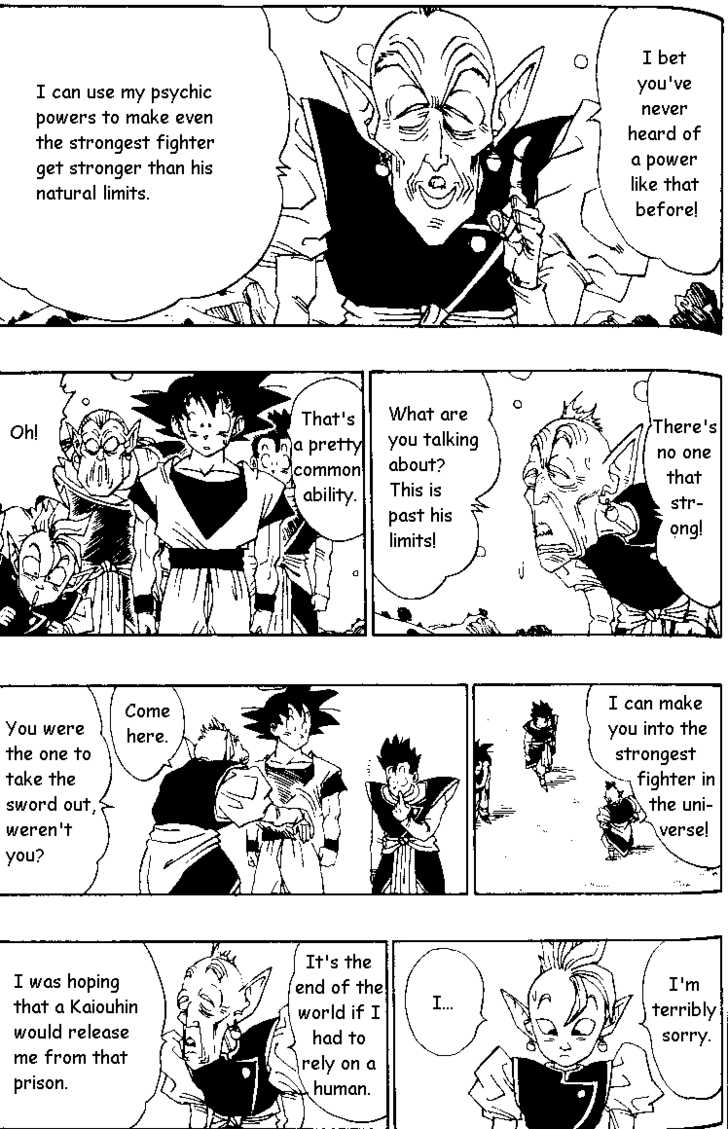 I can use my psychic
powers to make even
the strongest fighter
get stronger than his
natural limits.
I bet
you've
never
heard of
a power
like that
before!
Oh!
That's
a pretty
common
ability.
What are
you talking
about?
This is
past his
limits!
There's
no one
that
str-
ong!
You were
the one to
take the
sword out,
weren't
you?
Come
here.
I can make
you into the
strongest
fighter in
the uni-
verse!
I was hoping
that a Kaiouhin
would release
me from that
prison.
It's the
end of the
world if I
had to
rely on a
human.
I...
I'm
terribly
sorry.